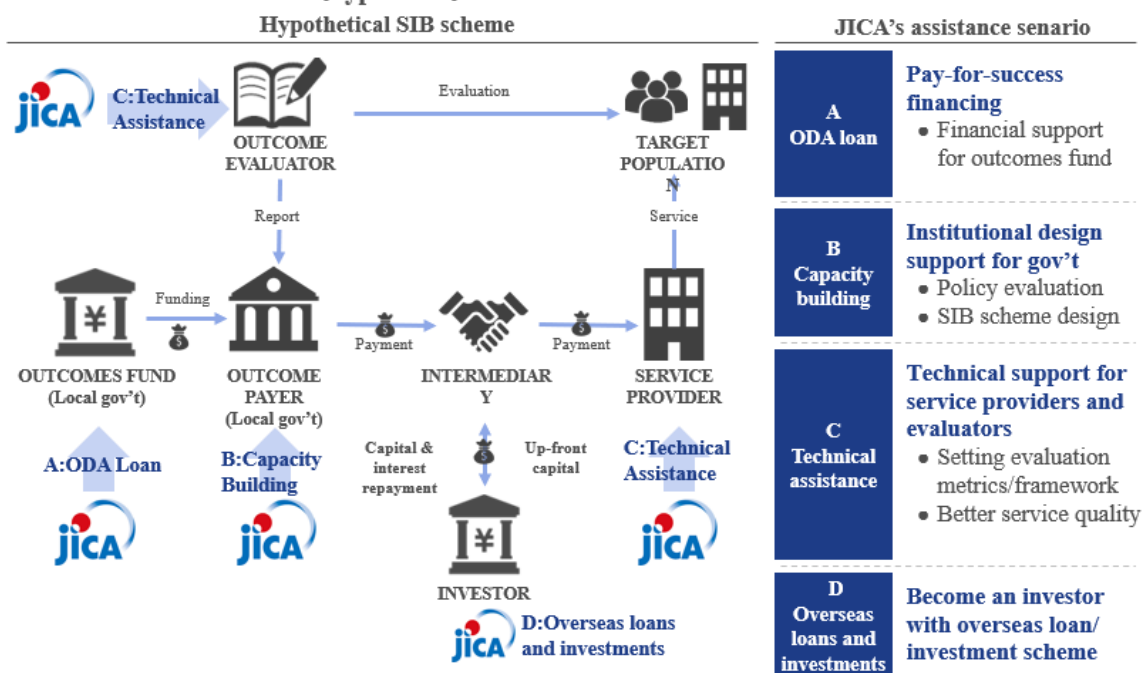 Hypothetical SIB scheme
JICA's assistance senario
JICA
C:Technical
Assistance
OUTCOME
EVALUATOR
Evaluation
TARGET
POPULATIO
N
Report
Service
¥
Funding
$
OUTCOMES FUND
(Local gov't)
OUTCOME
PAYER
(Local gov't)
$
Payment
INTERMEDIAR
Y
$
Payment
SERVICE
PROVIDER
A:ODA Loan
JICA
B:Capacity
Building
JICA
Capital &
interest
repayment
$
Up-front
capital
C:Technical
Assistance
JICA
¥
INVESTOR
JICA
D:Overseas loans
and investments
A
ODA loan
Pay-for-success
financing
• Financial support
for outcomes fund
B
Capacity
building
Institutional design
support for gov't
• Policy evaluation
• SIB scheme design
C
Technical
assistance
Technical support for
service providers and
evaluators
• Setting evaluation
metrics/framework
• Better service quality
D
Overseas
loans and
investments
Become an investor
with overseas loan/
investment scheme